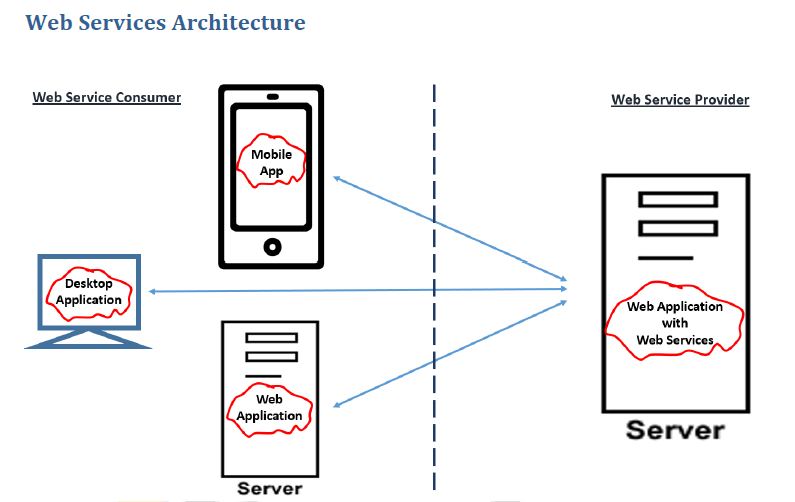 Web Services Architecture
Web Service Consumer
Web Service Provider
Mobile
App
Desktop
Application
Web Application
with
Web Services
Web
Application
Server
Server